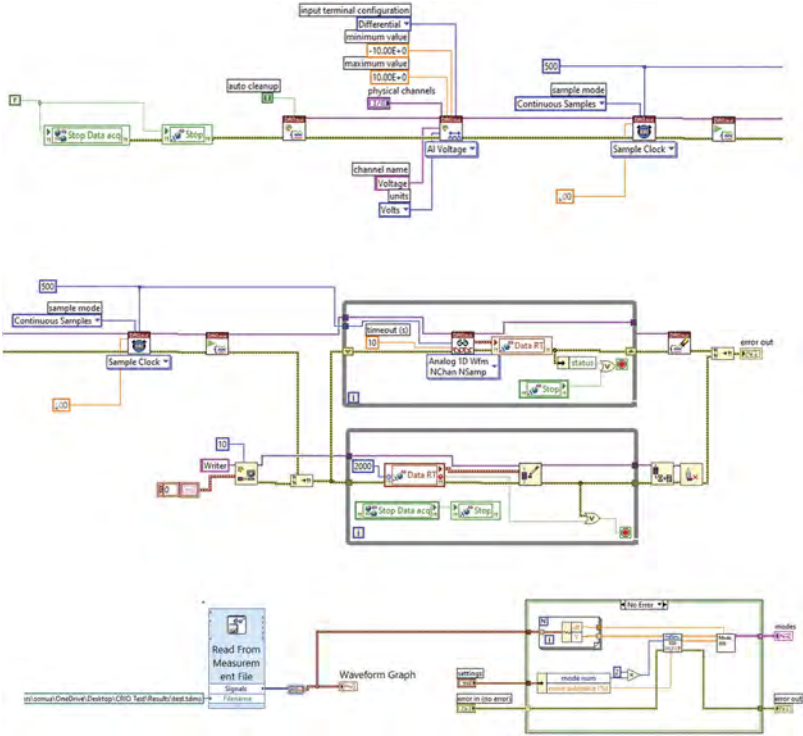 input terminal configuration
Differential
minimum value
-10.00E+0
maximum value
10.00E+0
physical channels
auto cleanup
500
sample mode
Continuous Samples
F
Stop Data acq
Stop
AI Voltage
Sample Clock
channel name
Voltage
units
Volts
500
sample mode
Continuous Samples
timeout (s)
10
Data RT
error out
Sample Clock
Analog 1D Wfm
NChan NSamp
status
Stop
i
10
Writer
2000
Data RT
0
Stop Data acq
Stop
i
No Error
Read From
Measurem
ent File
Signals
Filename
Waveform Graph
N
i
modes
settings
mode num
2
error in (no error)
error out